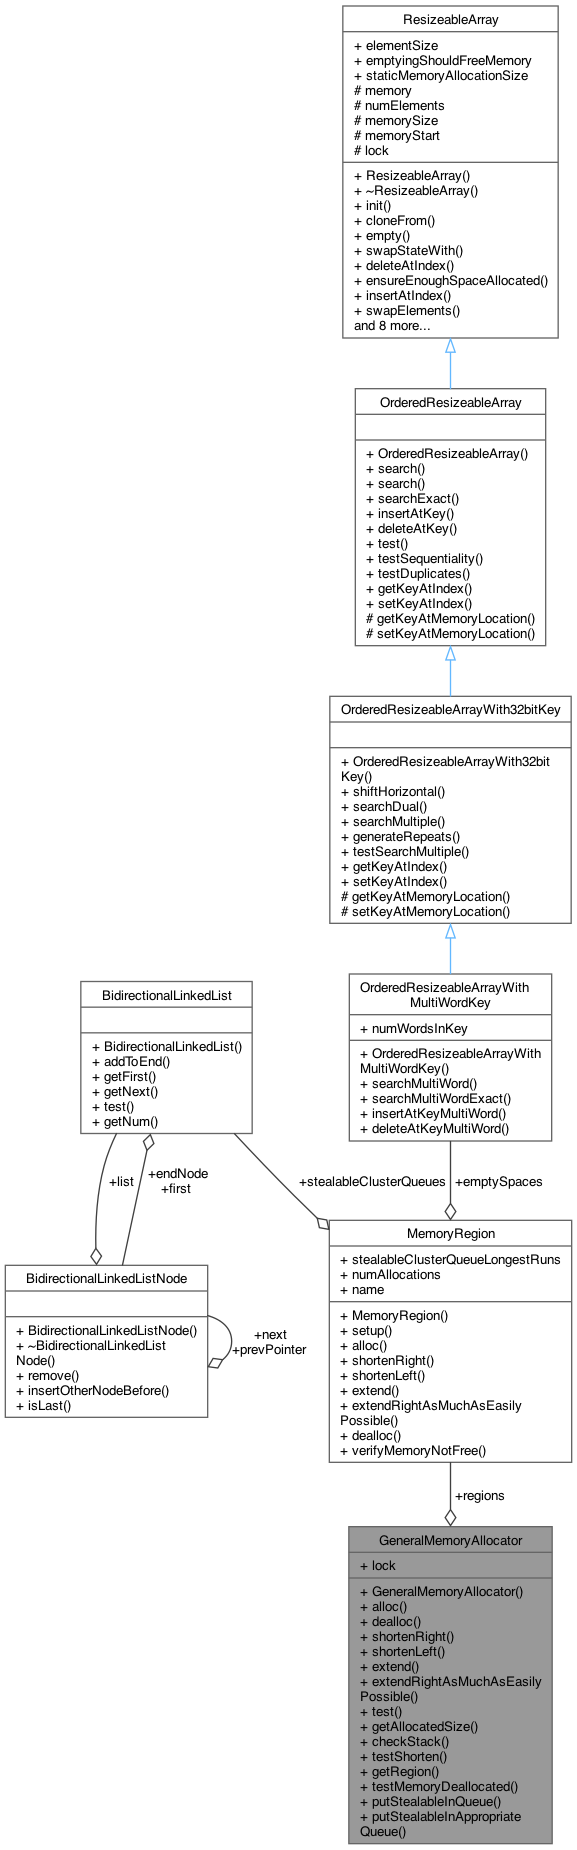 ResizeableArray
+ elementSize
+ emptyingShouldFreeMemory
+ staticMemoryAllocationSize
# memory
# numElements
# memorySize
# memoryStart
# lock
+ ResizeableArray()
+ ~ResizeableArray()
+ init()
+ cloneFrom()
+ empty()
+ swapStateWith()
+ deleteAtIndex()
+ ensureEnoughSpaceAllocated()
+ insertAtIndex()
+ swapElements()
and 8 more...
OrderedResizeableArray
+ OrderedResizeableArray()
+ search()
+ search()
+ searchExact()
+ insertAtKey()
+ deleteAtKey()
+ test()
+ testSequentiality()
+ testDuplicates()
+ getKeyAtIndex()
+ setKeyAtIndex()
# getKeyAtMemoryLocation()
# setKeyAtMemoryLocation()
OrderedResizeableArrayWith32bitKey
+ OrderedResizeableArrayWith32bit
Key()
+ shiftHorizontal()
+ searchDual()
+ searchMultiple()
+ generateRepeats()
+ testSearchMultiple()
+ getKeyAtIndex()
+ setKeyAtIndex()
# getKeyAtMemoryLocation()
# setKeyAtMemoryLocation()
OrderedResizeableArrayWith
MultiWordKey
+ numWordsInKey
+ OrderedResizeableArrayWith
MultiWordKey()
+ searchMultiWord()
+ searchMultiWordExact()
+ insertAtKeyMultiWord()
+ deleteAtKeyMultiWord()
BidirectionalLinkedList
+ BidirectionalLinkedList()
+ addToEnd()
+ getFirst()
+ getNext()
+ test()
+ getNum()
+list
+endNode
+first
+stealableClusterQueues
+emptySpaces
BidirectionalLinkedListNode
+ BidirectionalLinkedListNode()
+ ~BidirectionalLinkedList
Node()
+ remove()
+ insertOtherNodeBefore()
+ isLast()
+next
+prevPointer
MemoryRegion
+ stealableClusterQueueLongestRuns
+ numAllocations
+ name
+ MemoryRegion()
+ setup()
+ alloc()
+ shortenRight()
+ shortenLeft()
+ extend()
+ extendRightAsMuchAsEasily
Possible()
+ dealloc()
+ verifyMemoryNotFree()
+regions
GeneralMemoryAllocator
+ lock
+ GeneralMemoryAllocator()
+ alloc()
+ dealloc()
+ shortenRight()
+ shortenLeft()
+ extend()
+ extendRightAsMuchAsEasily
Possible()
+ test()
+ getAllocatedSize()
+ checkStack()
+ testShorten()
+ getRegion()
+ testMemoryDeallocated()
+ putStealableInQueue()
+ putStealableInAppropriate
Queue()